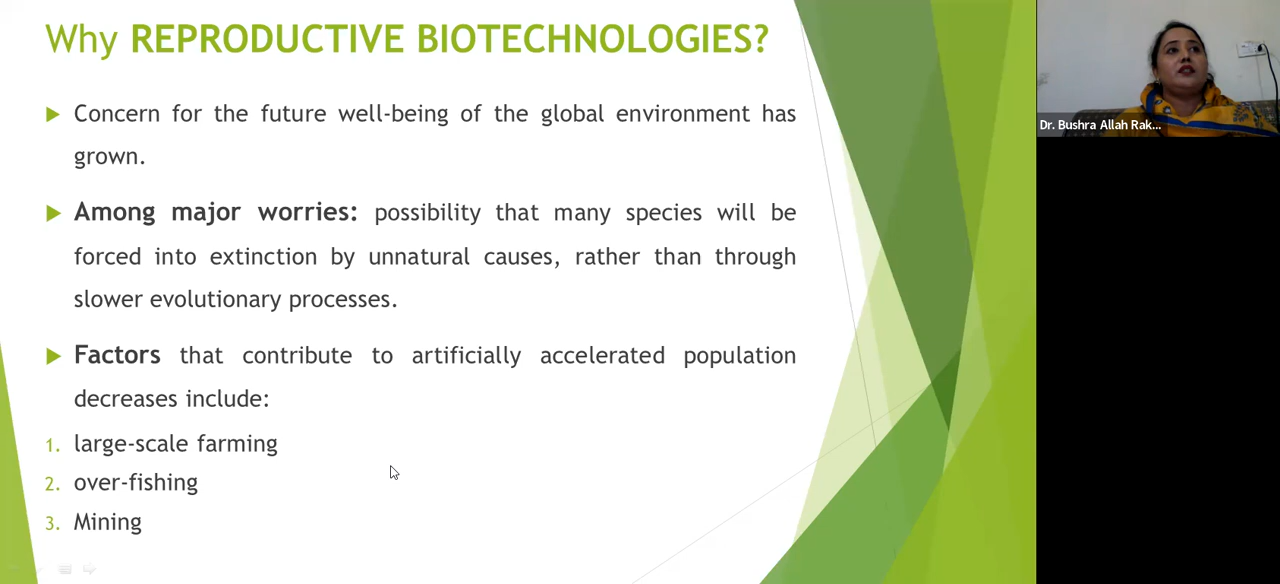 Why REPRODUCTIVE BIOTECHNOLOGIES?
Concern for the future well-being of the global environment has
grown.
Among major worries: possibility that many species will be
forced into extinction by unnatural causes, rather than through
slower evolutionary processes.
Factors that contribute to artificially accelerated population
decreases include:
1. large-scale farming
2. over-fishing
3. Mining
Dr. Bushra Allah Rak...